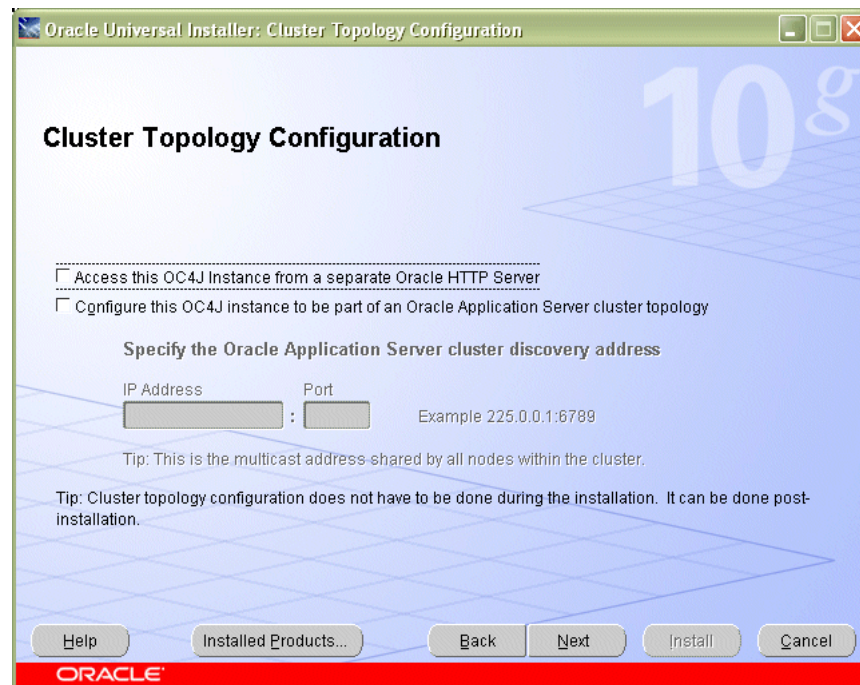 Oracle Universal Installer: Cluster Topology Configuration
10g
Cluster Topology Configuration
Access this OC4J Instance from a separate Oracle HTTP Server
Configure this OC4J instance to be part of an Oracle Application Server cluster topology
Specify the Oracle Application Server cluster discovery address
IP Address Port
: Example 225.0.0.1:6789
Tip: This is the multicast address shared by all nodes within the cluster.
Tip: Cluster topology configuration does not have to be done during the installation. It can be done post-
installation.
Help Installed Products... Back Next Install Cancel
ORACLE